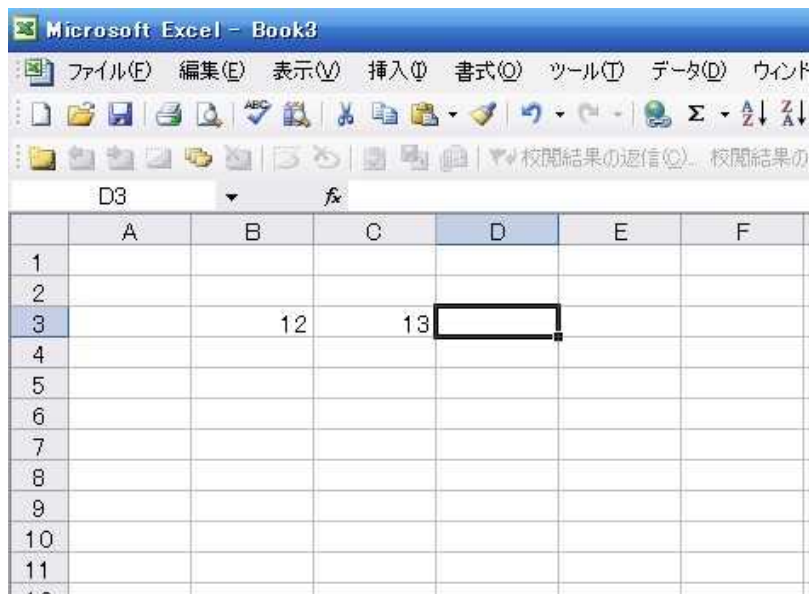 Microsoft Excel - Book3
ファイル(F) 編集(E) 表示(V) 挿入(I) 書式(O) ツール(T) データ(D) ウィンド
ABC Σ A Z Z A
校閲結果の返信(C)... 校閲結果の
D3 fx
A B C D E F
1
2
3 12 13
4
5
6
7
8
9
10
11